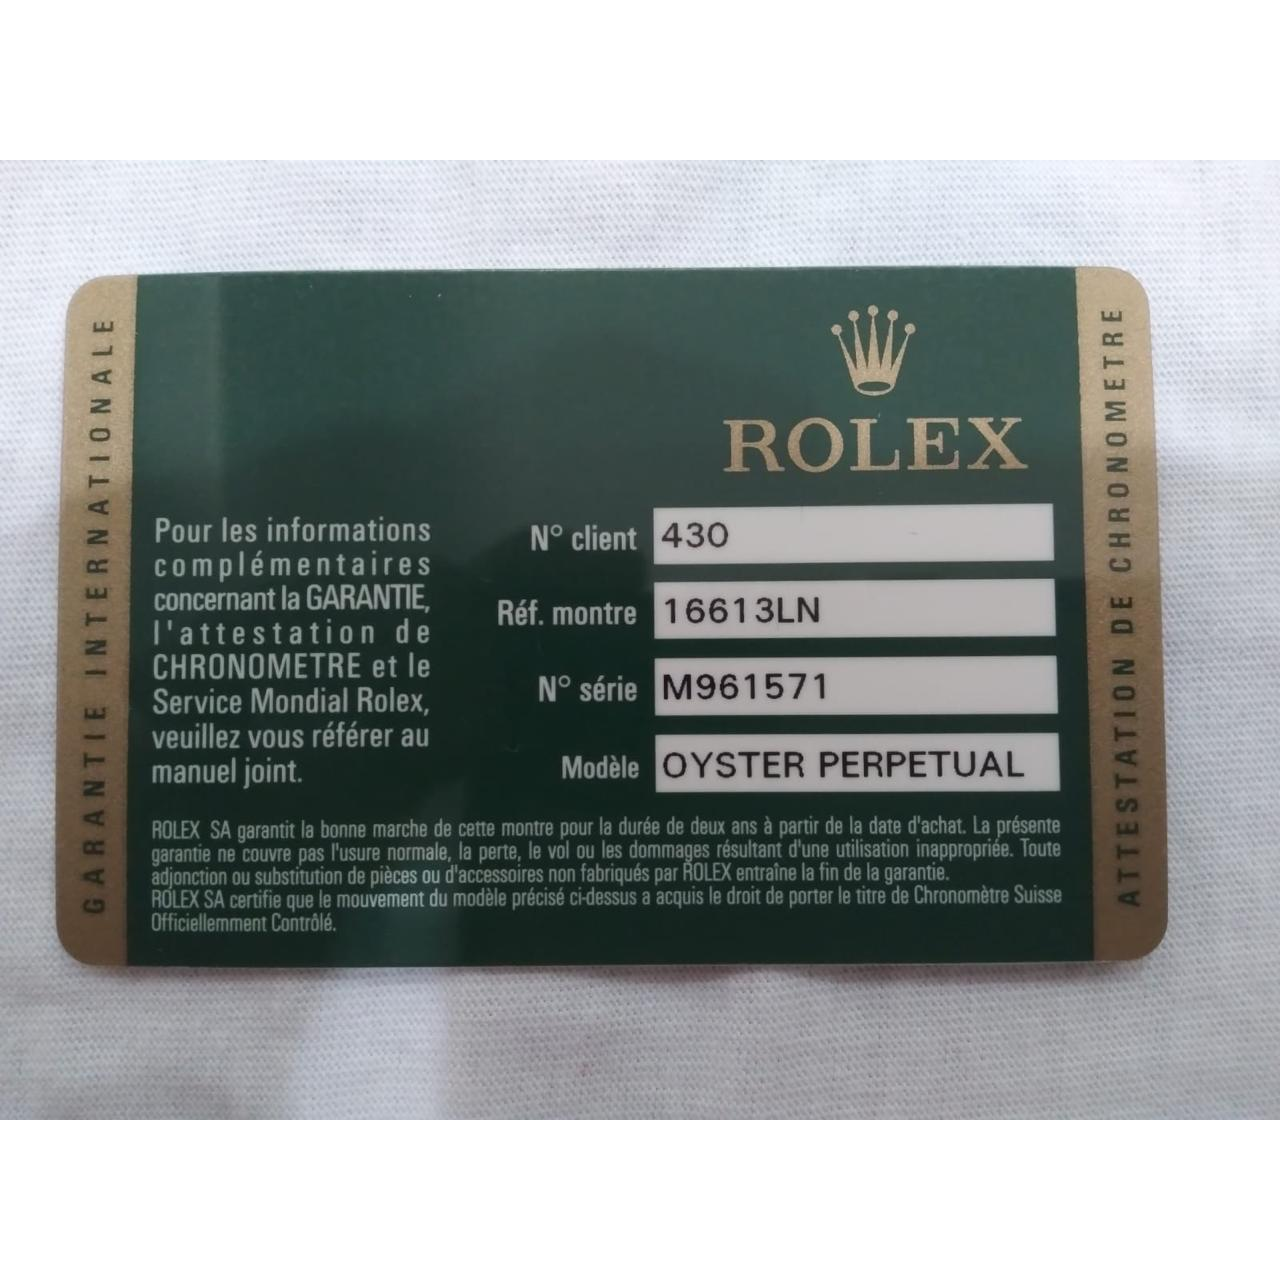 GARANTIE INTERNATIONALE
ROLEX
Pour les informations
complémentaires
concernant la GARANTIE,
l'attestation de
CHRONOMETRE et le
Service Mondial Rolex,
veuillez vous référer au
manuel joint.
N° client 430
Réf. montre 16613LN
N° série M961571
Modèle OYSTER PERPETUAL
ROLEX SA garantit la bonne marche de cette montre pour la durée de deux ans à partir de la date d'achat. La présente
garantie ne couvre pas l'usure normale, la perte, le vol ou les dommages résultant d'une utilisation inappropriée. Toute
adjonction ou substitution de pièces ou d'accessoires non fabriqués par ROLEX entraîne la fin de la garantie.
ROLEX SA certifie que le mouvement du modèle précisé ci-dessus a acquis le droit de porter le titre de Chronomètre Suisse
Officiellemment Contrôlé.
ATTESTATION DE CHRONOMETRE